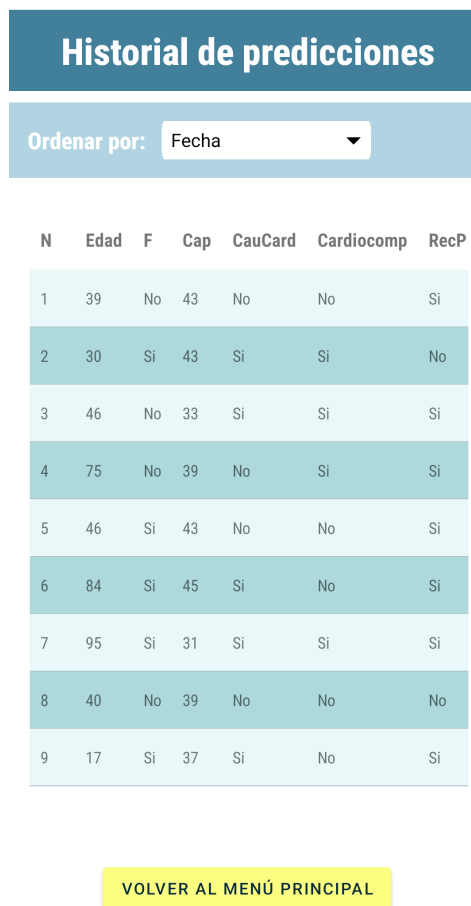 Historial de predicciones
Ordenar por: Fecha
N Edad F Cap CauCard Cardiocomp RecP
1 39 No 43 No No Si
2 30 Si 43 Si Si No
3 46 No 33 Si Si Si
4 75 No 39 No Si Si
5 46 Si 43 No No Si
6 84 Si 45 Si No Si
7 95 Si 31 Si Si Si
8 40 No 39 No No No
9 17 Si 37 Si No Si
VOLVER AL MENÚ PRINCIPAL